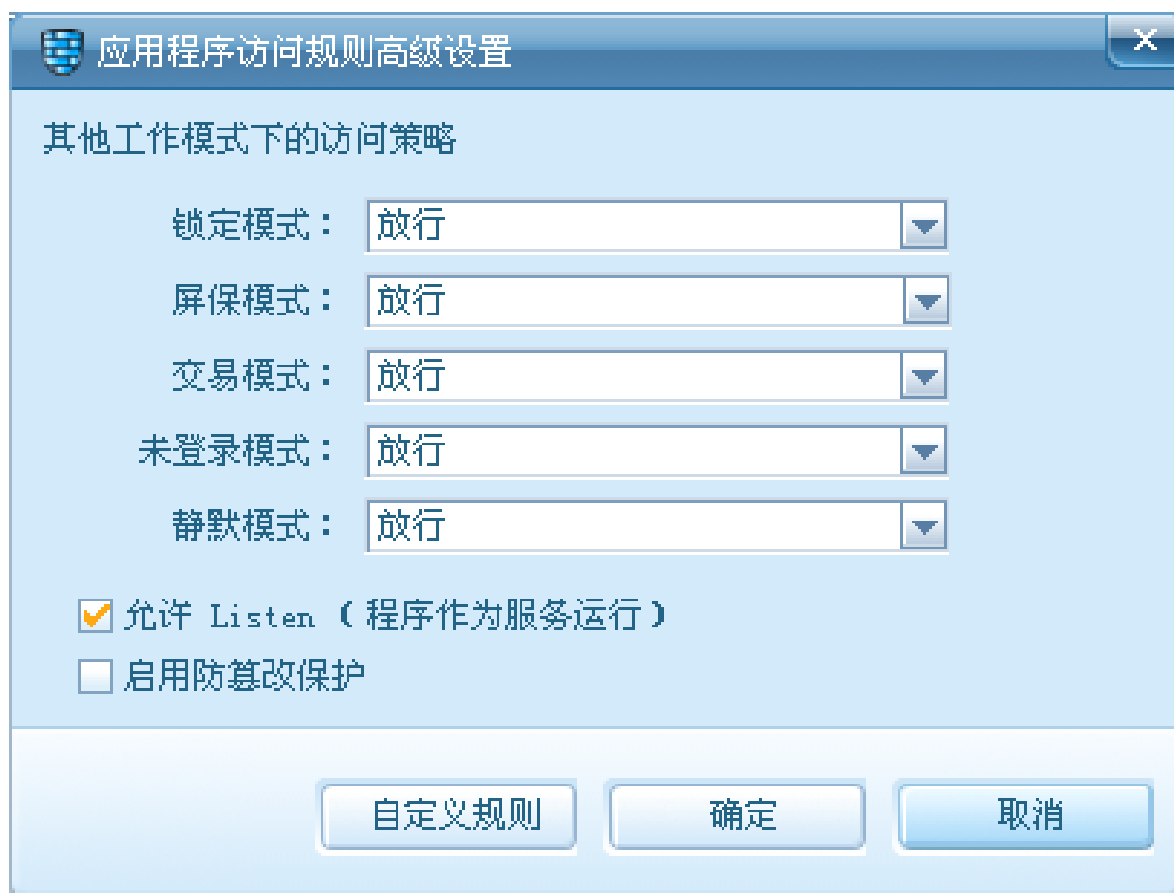 应用程序访问规则高级设置
其他工作模式下的访问策略
锁定模式： 放行
屏保模式： 放行
交易模式： 放行
未登录模式： 放行
静默模式： 放行
允许 Listen（程序作为服务运行）
启用防篡改保护
自定义规则 确定 取消